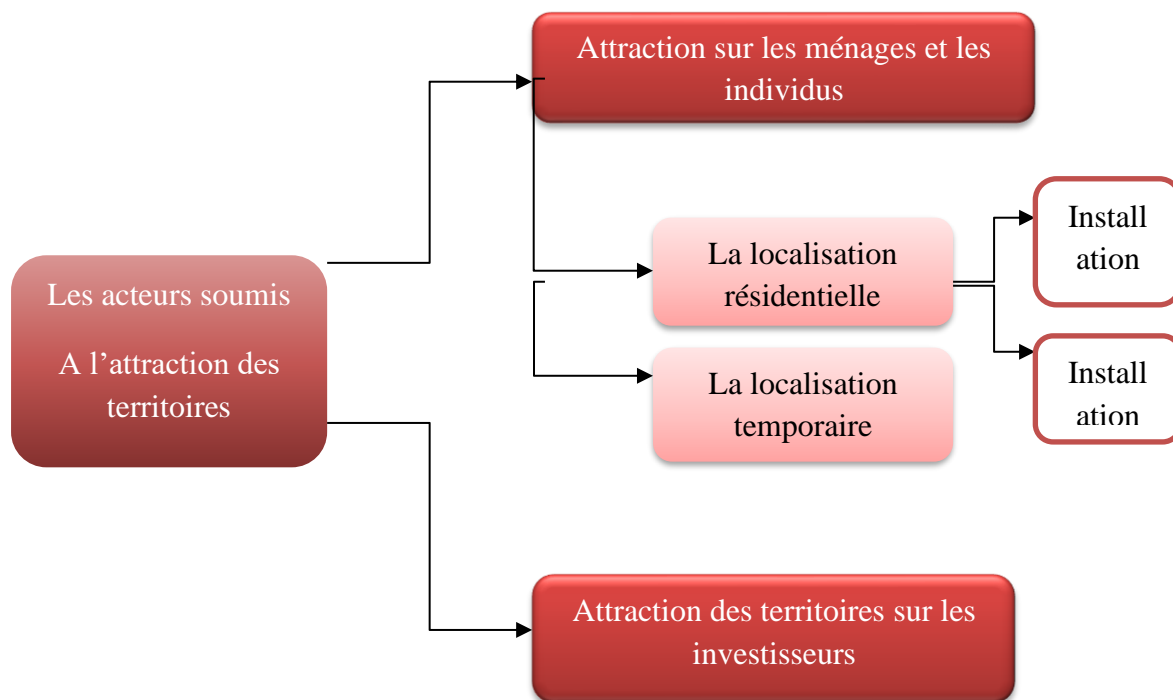 Attraction sur les ménages et les
individus
Les acteurs soumis
A l’attraction des
territoires
La localisation
résidentielle
Install
ation
Install
ation
La localisation
temporaire
Attraction des territoires sur les
investisseurs